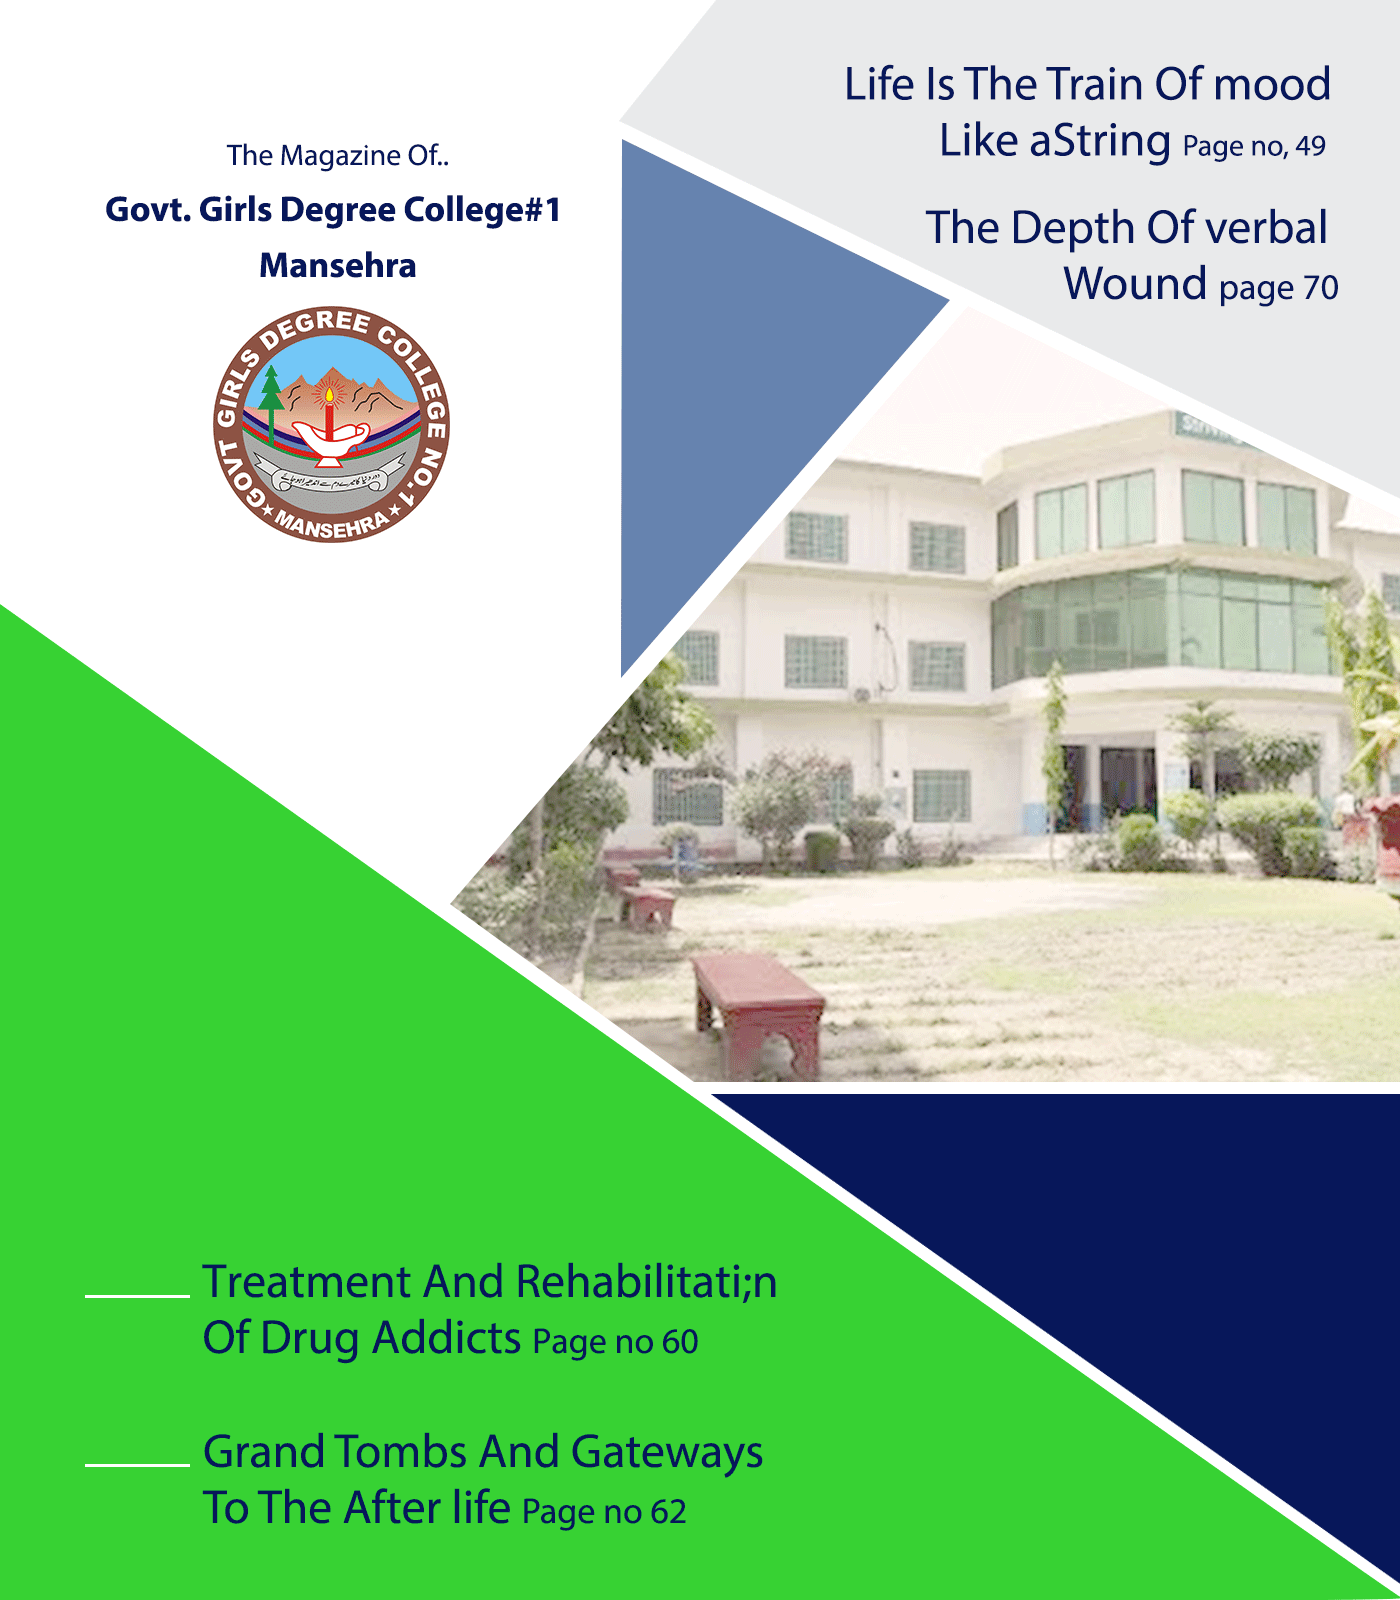 The Magazine Of..
Govt. Girls Degree College#1
Mansehra
GOVT GIRLS DEGREE COLLEGE NO.1
MANSEHRA
Life Is The Train Of mood
Like aString Page no, 49
The Depth Of verbal
Wound page 70
Treatment And Rehabilitati;n
Of Drug Addicts Page no 60
Grand Tombs And Gateways
To The After life Page no 62